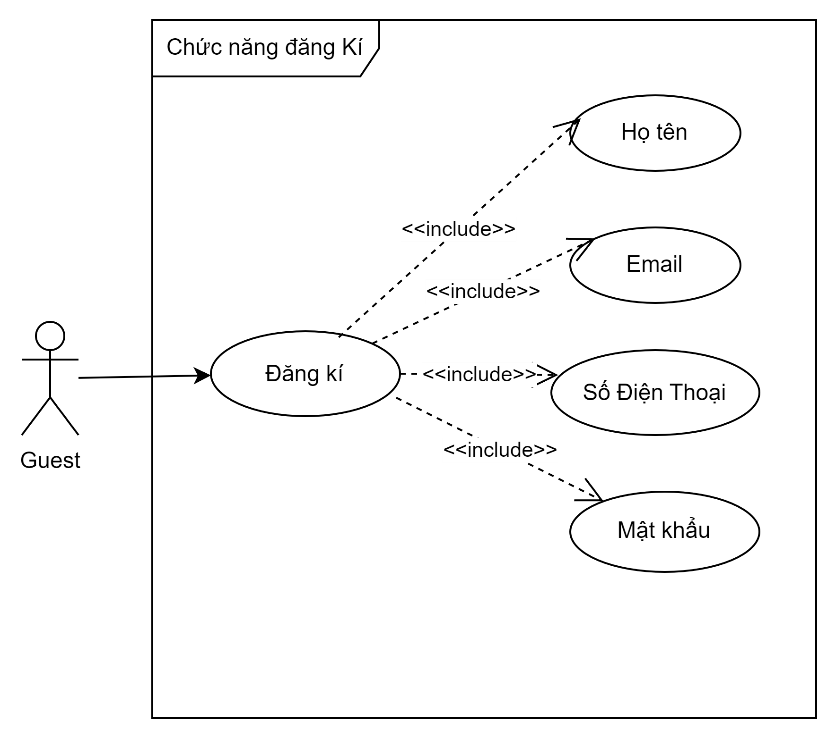 Chức năng đăng Kí
Họ tên
<<include>>
Email
<<include>>
Đăng kí
<<include>>
Số Điện Thoại
<<include>>
Guest
Mật khẩu